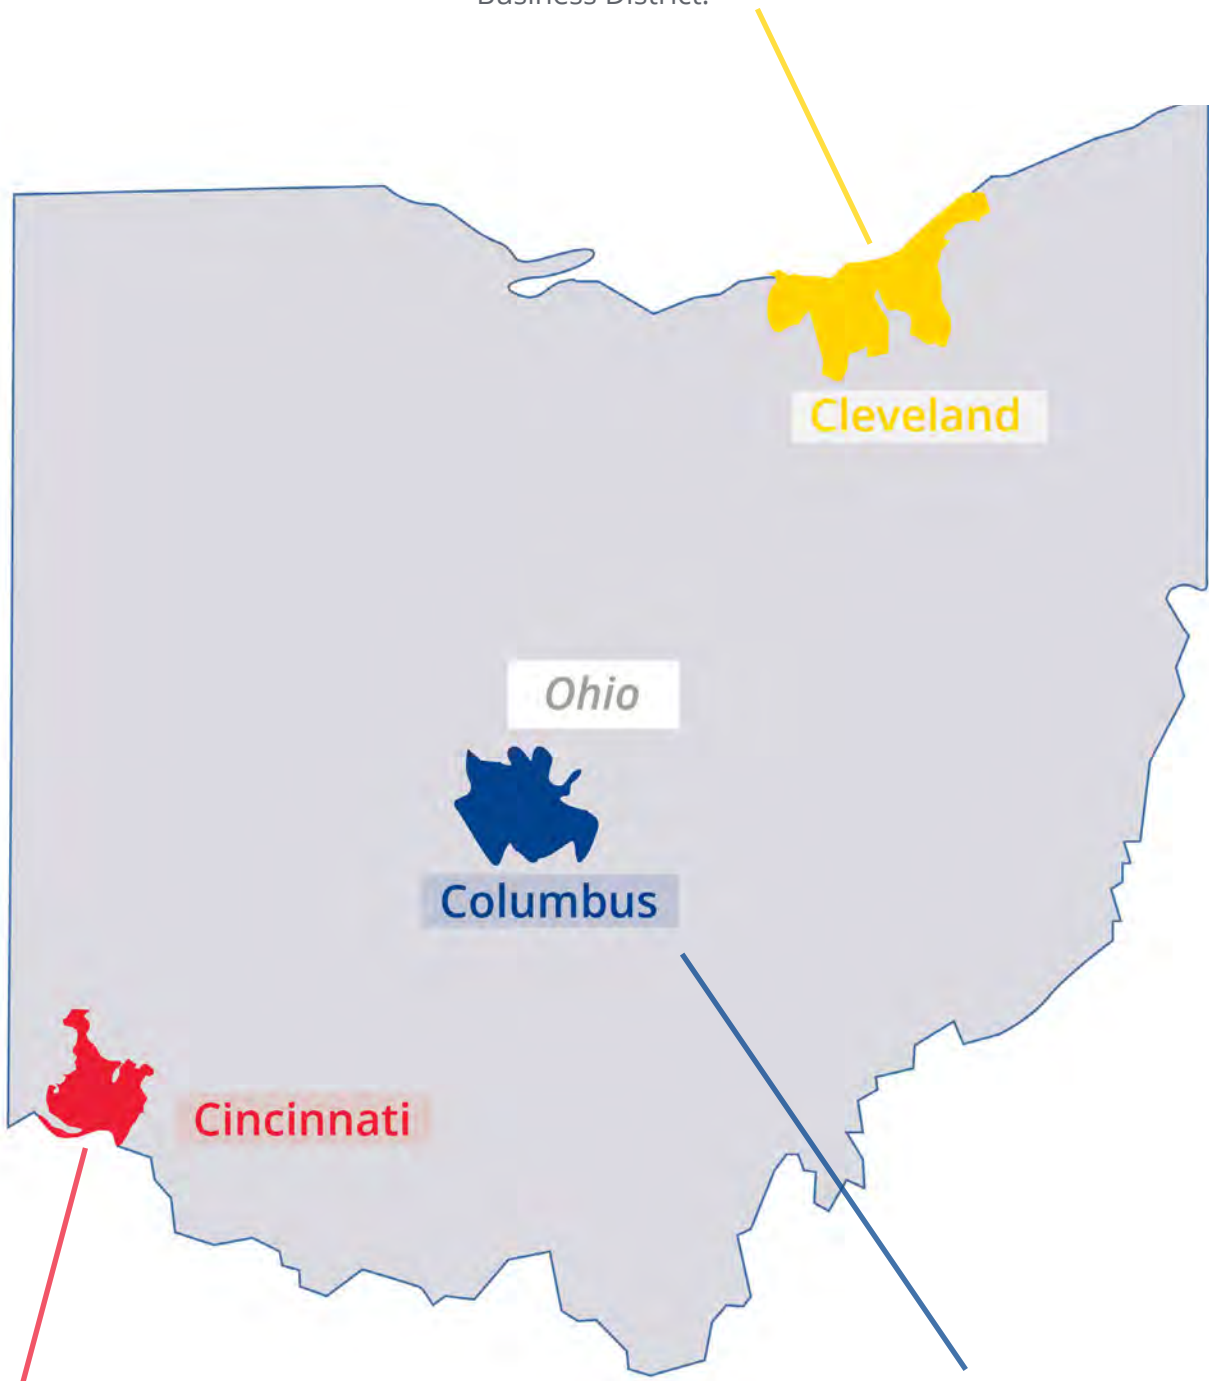 Business District.
Cleveland
Ohio
Columbus
Cincinnati